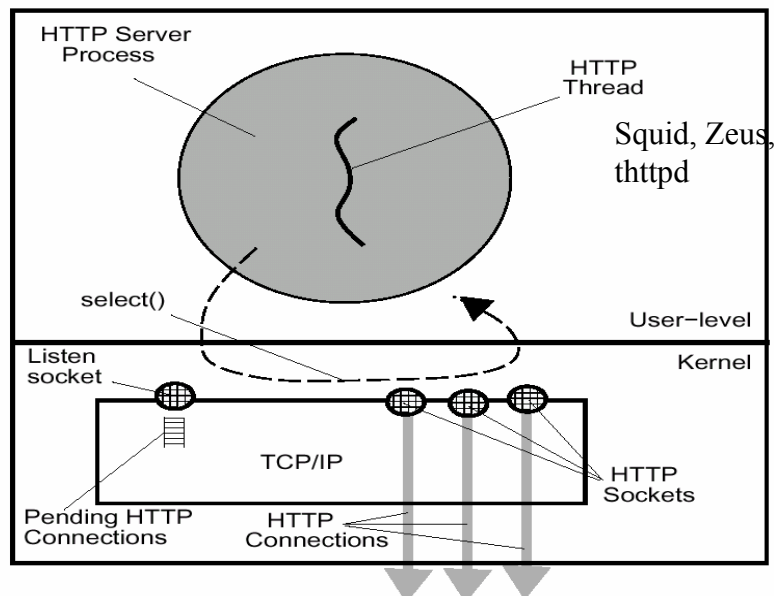 HTTP Server
Process
HTTP
Thread
Squid, Zeus,
thttpd
select()
User-level
Kernel
Listen
socket
TCP/IP
HTTP
Sockets
Pending HTTP
Connections
HTTP
Connections